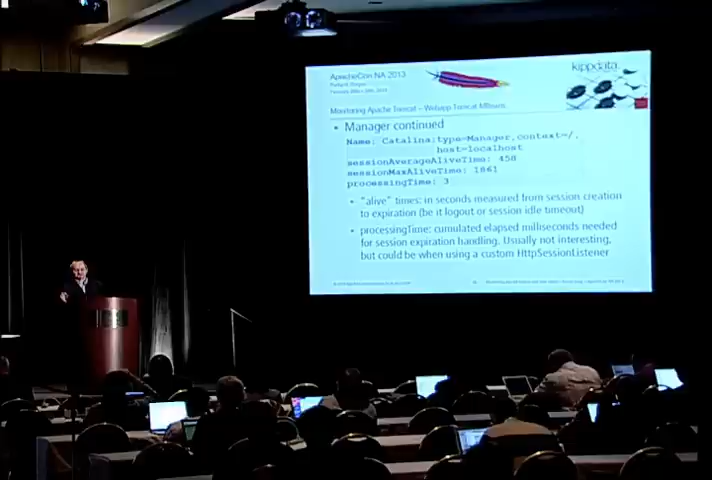 ApacheCon NA 2013
kippdata
Monitoring Apache Tomcat – Webapp Tomcat MBeans
• Manager continued
Name: Catalina:type=Manager,context=/,
host=localhost
sessionAverageAliveTime: 458
sessionMaxAliveTime: 1861
processingTime: 3
• "alive" times: in seconds measured from session creation
to expiration (be it logout or session idle timeout)
• processingTime: cumulated elapsed milliseconds needed
for session expiration handling. Usually not interesting,
but could be when using a custom HttpSessionListener